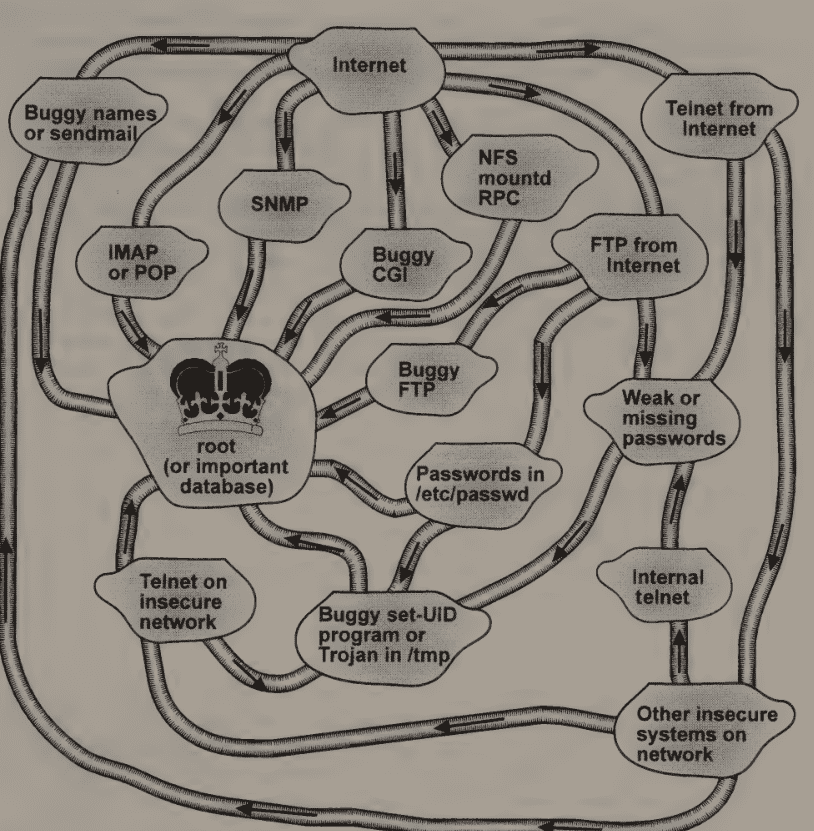 Internet
Buggy names
or sendmail
Telnet from
Internet
NFS
mountd
RPC
SNMP
IMAP
or POP
Buggy
CGI
FTP from
Internet
Buggy
FTP
Weak or
missing
passwords
root
(or important
database)
Passwords in
/etc/passwd
Telnet on
insecure
network
Buggy set-UID
program or
Trojan in /tmp
Internal
telnet
Other insecure
systems on
network